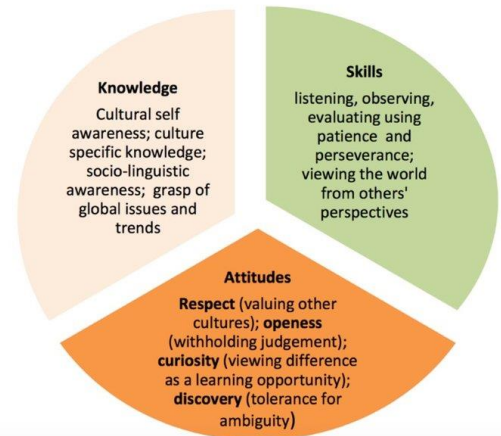 Knowledge
Cultural self
awareness; culture
specific knowledge;
socio-linguistic
awareness; grasp of
global issues and
trends
Skills
listening, observing,
evaluating using
patience and
perseverance;
viewing the world
from others'
perspectives
Attitudes
Respect (valuing other
cultures); openess
(withholding judgement);
curiosity (viewing difference
as a learning opportunity);
discovery (tolerance for
ambiguity)